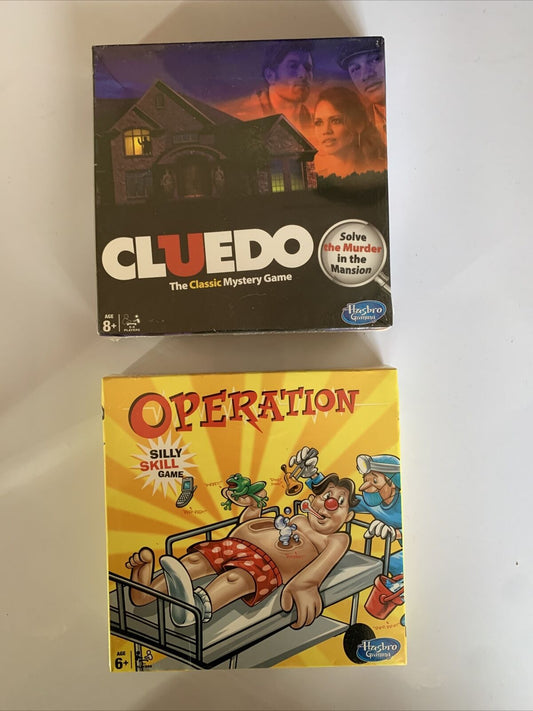 CLUEDO
The Classic Mystery Game
Solve
the Murder
in the
Mansion
AGE
8+
PLAYERS
Hasbro
Gaming
OPERATION
SILLY
SKILL
GAME
AGE
6+
Hasbro
Gaming